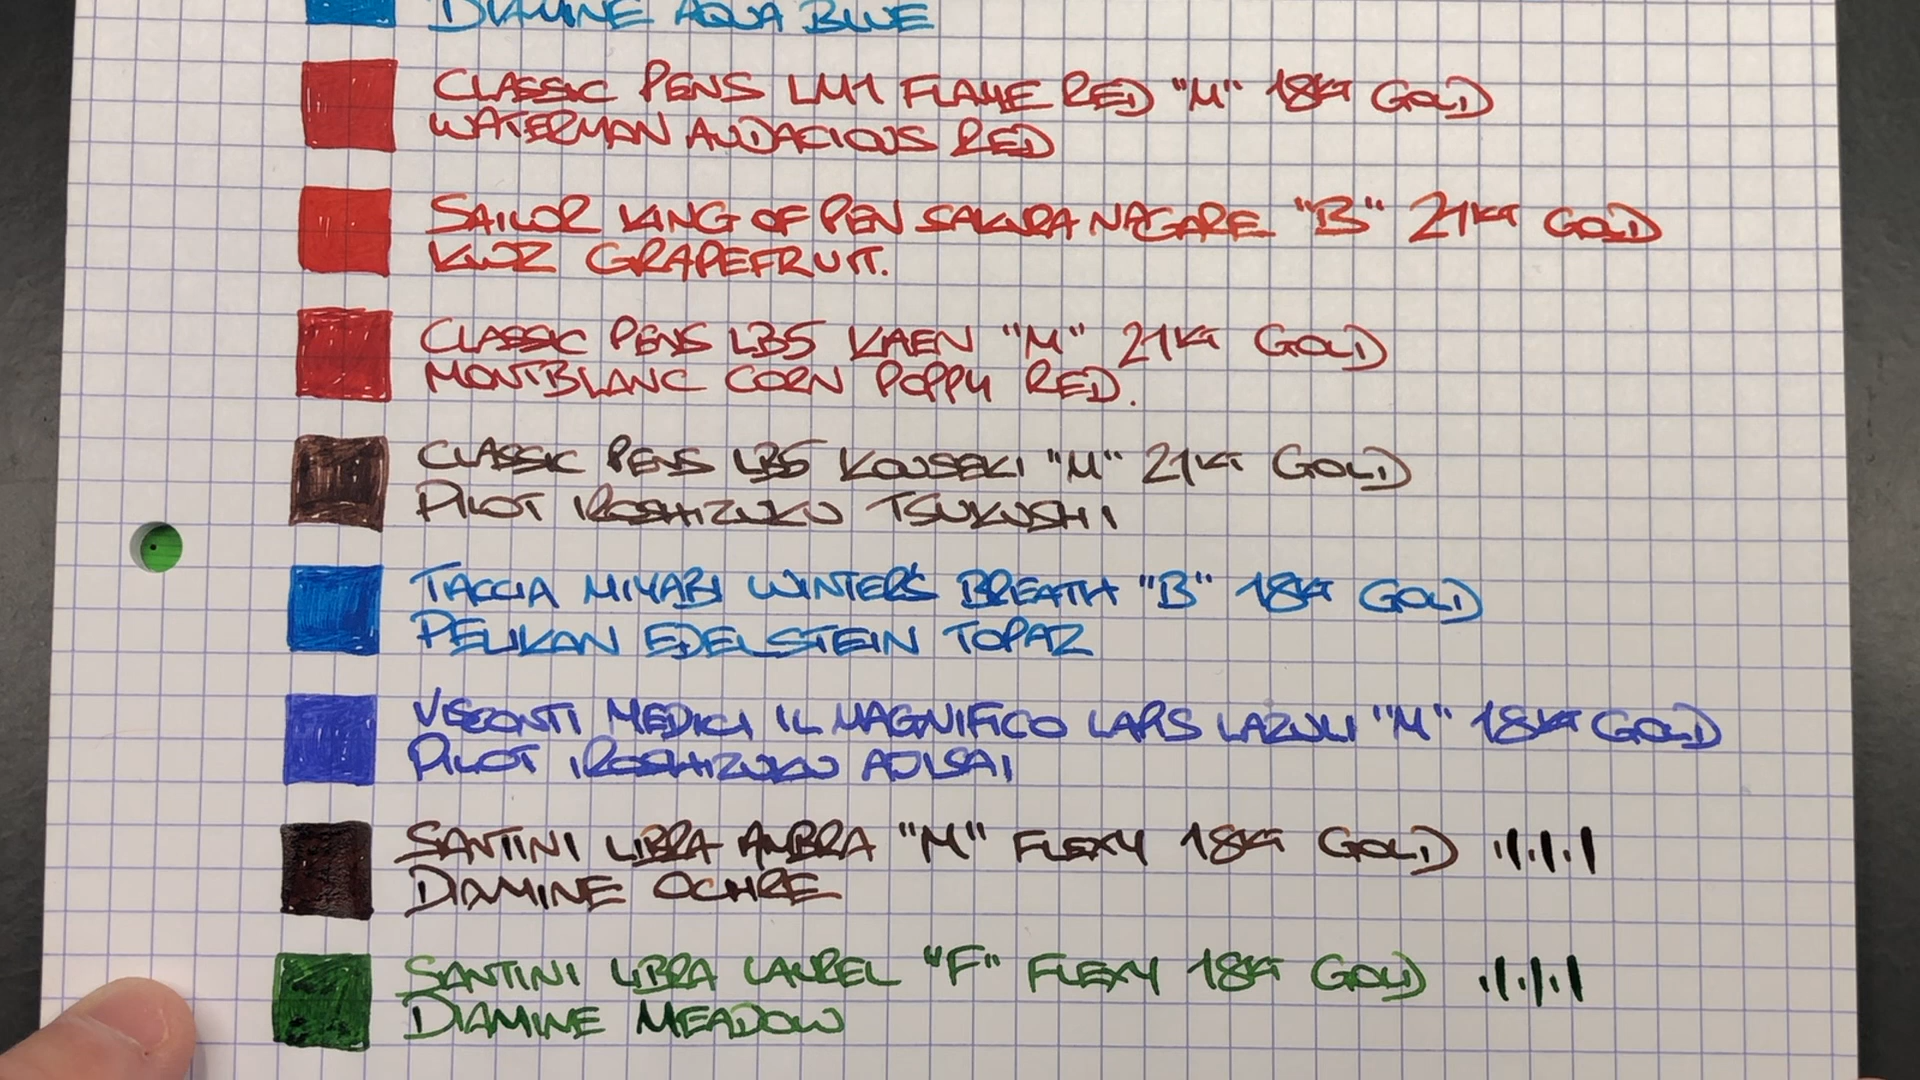 DIAMINE AQUA BLUE
CLASSIC PENS LM1 FLAME RED "M" 18KT GOLD
WATERMAN AUDACIOUS RED
SAILOR KING OF PEN SAKURA NAGARE "B" 21KT GOLD
KWZ GRAPEFRUIT.
CLASSIC PENS LB5 KAEN "M" 21KT GOLD
MONTBLANC CORN POPPY RED.
CLASSIC PENS LB5 KOUSEKI "M" 21KT GOLD
PILOT IROSHIZUKU TSUKUSHI
TACCIA MIYABI WINTER'S BREATH "B" 18KT GOLD
PELIKAN EDELSTEIN TOPAZ
VISCONTI MEDICI IL MAGNIFICO LAPIS LAZULI "M" 18KT GOLD
PILOT IROSHIZUKU AJISAI
SANTINI LIBRA AMBRA "M" FLEXY 18KT GOLD
DIAMINE OCHRE
SANTINI LIBRA LAUREL "F" FLEXY 18KT GOLD
DIAMINE MEADOW